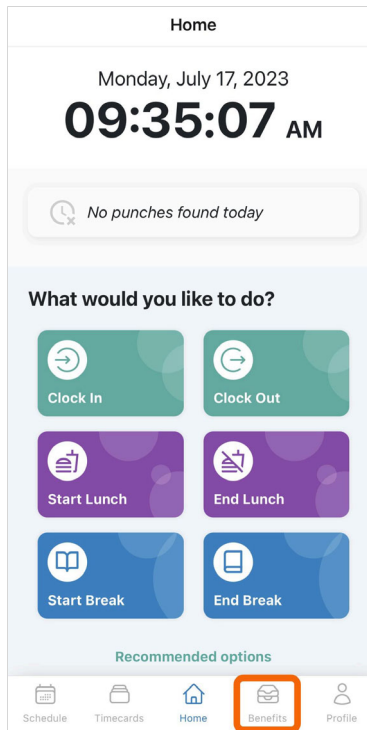 Home
Monday, July 17, 2023
09:35:07 AM
No punches found today
What would you like to do?
Clock In
Clock Out
Start Lunch
End Lunch
Start Break
End Break
Recommended options
Schedule
Timecards
Home
Benefits
Profile